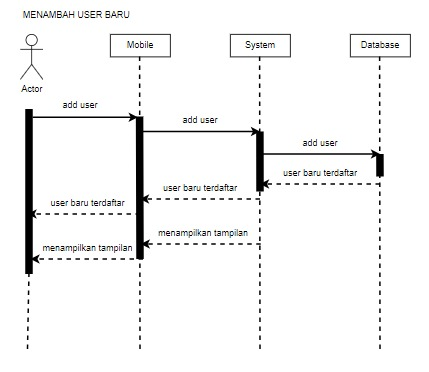 MENAMBAH USER BARU
Mobile
System
Database
Actor
add user
add user
add user
user baru terdaftar
user baru terdaftar
user baru terdaftar
menampilkan tampilan
menampilkan tampilan